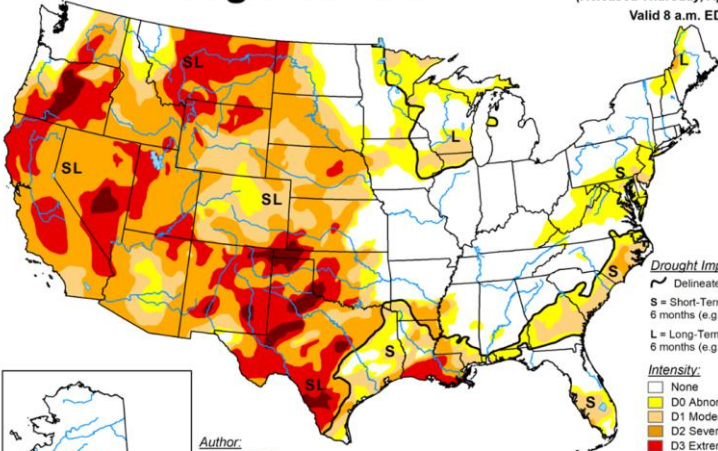 Valid 8 a.m. ED
L
SL
L
SL
S
SL
S
S
SL
S
Drought Imp
Delineate
S = Short-Term
6 months (e.g.
L = Long-Term
6 months (e.g.
Intensity:
None
D0 Abnor
D1 Mode
D2 Sever
D3 Extrem
Author: